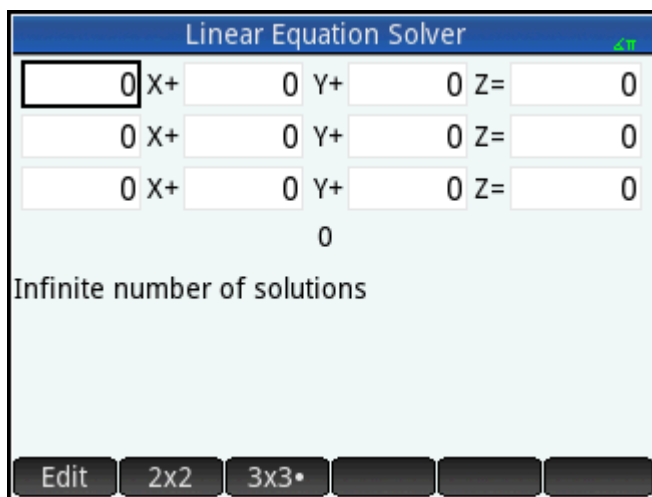 Linear Equation Solver
∡π
0 X+ 0 Y+ 0 Z= 0
0 X+ 0 Y+ 0 Z= 0
0 X+ 0 Y+ 0 Z= 0
0
Infinite number of solutions
Edit 2x2 3x3•